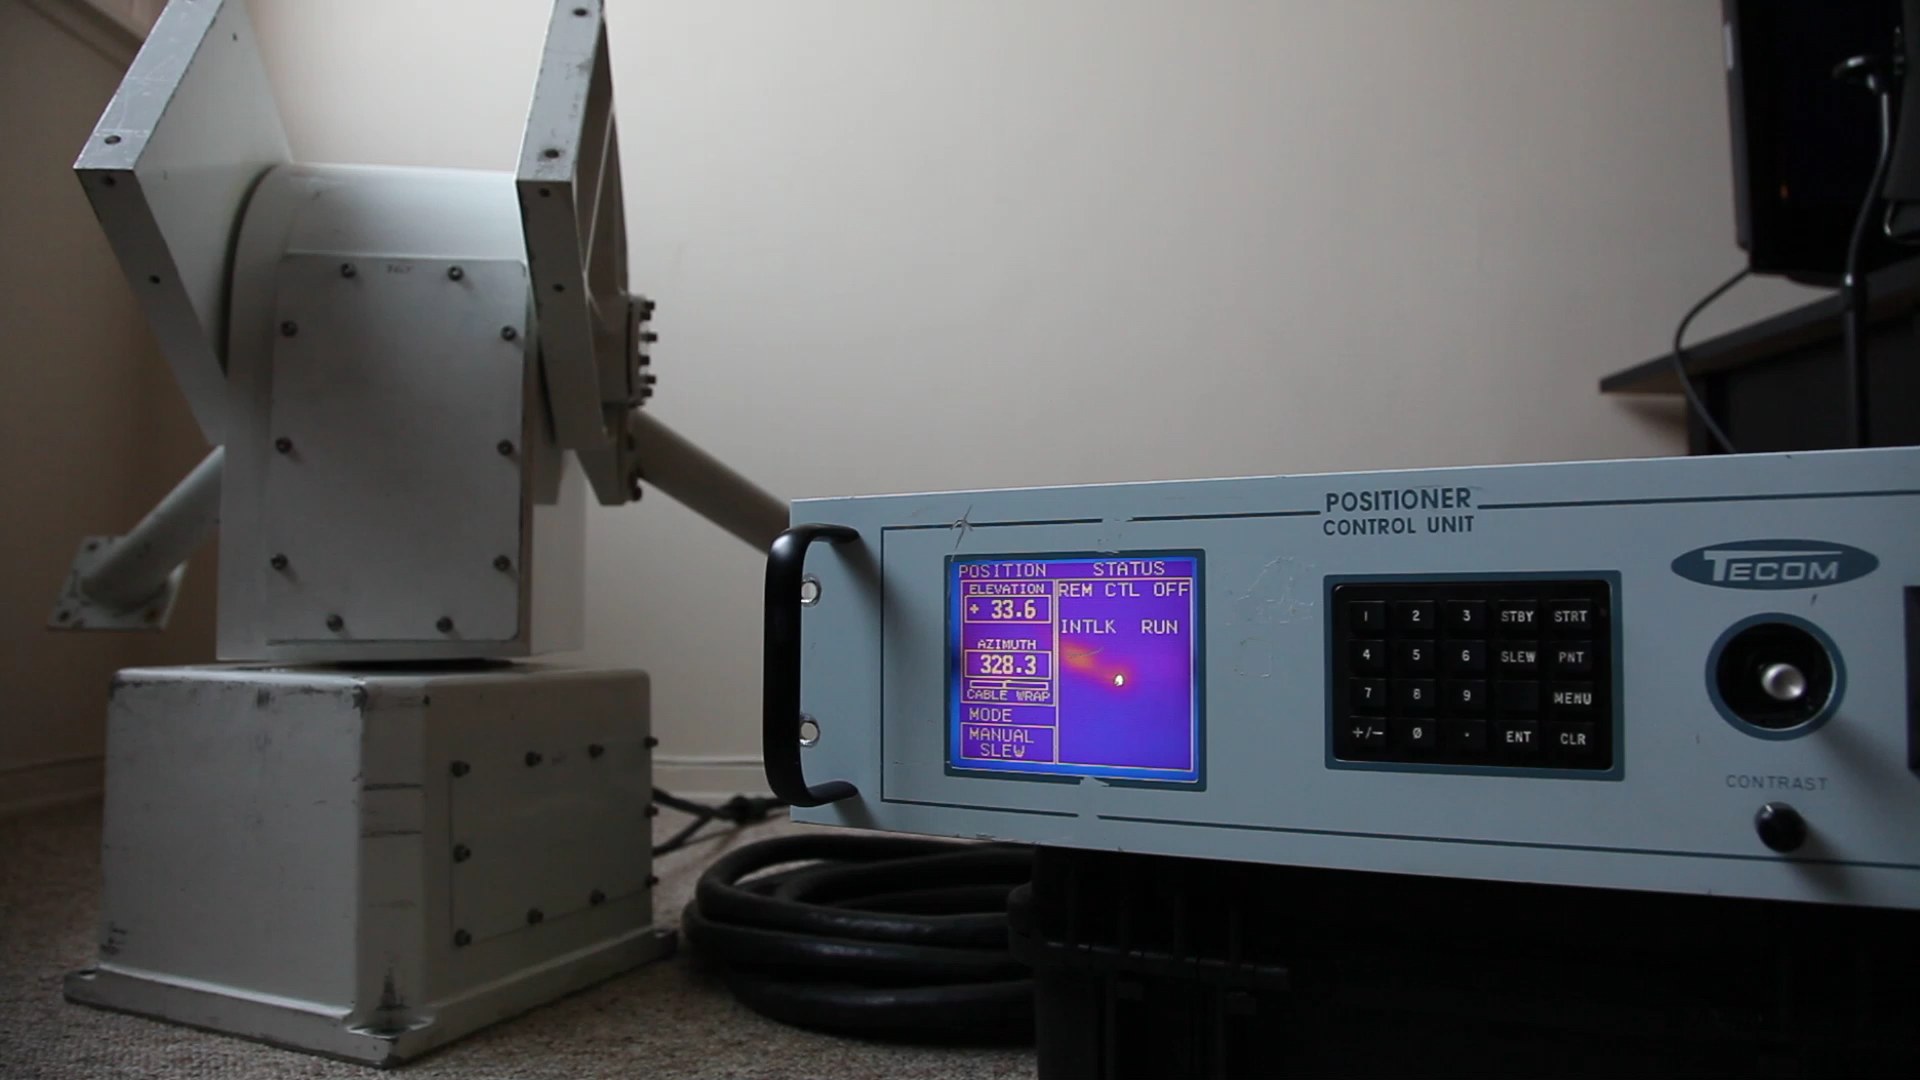 POSITIONER
CONTROL UNIT
TECOM
POSITION STATUS
ELEVATION
+ 33.6
REM CTL OFF
INTLK RUN
AZIMUTH
328.3
CABLE WRAP
MODE
MANUAL
SLEW
1 2 3 STBY STRT
4 5 6 SLEW PNT
7 8 9 MENU
+/- 0 . ENT CLR
CONTRAST